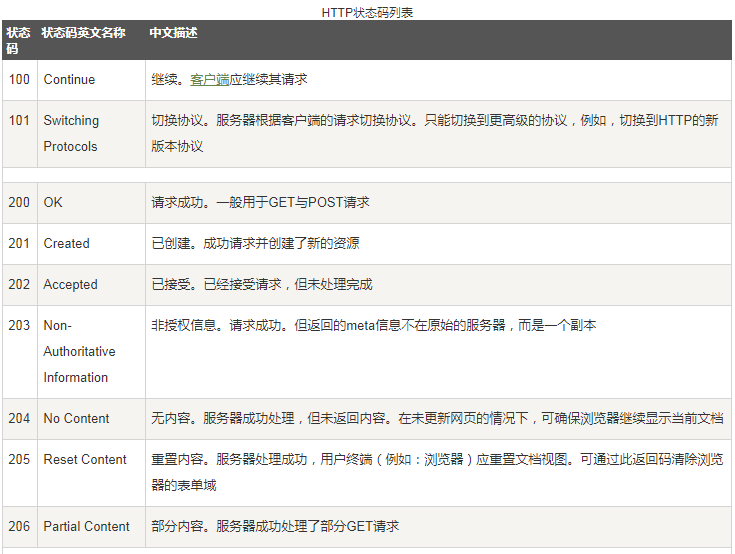 HTTP状态码列表
状态码 状态码英文名称 中文描述
100 Continue 继续。客户端应继续其请求
101 Switching Protocols 切换协议。服务器根据客户端的请求切换协议。只能切换到更高级的协议，例如，切换到HTTP的新
版本协议
200 OK 请求成功。一般用于GET与POST请求
201 Created 已创建。成功请求并创建了新的资源
202 Accepted 已接受。已经接受请求，但未处理完成
203 Non-Authoritative Information 非授权信息。请求成功。但返回的meta信息不在原始的服务器，而是一个副本
204 No Content 无内容。服务器成功处理，但未返回内容。在未更新网页的情况下，可确保浏览器继续显示当前文档
205 Reset Content 重置内容。服务器处理成功，用户终端（例如：浏览器）应重置文档视图。可通过此返回码清除浏览
器的表单域
206 Partial Content 部分内容。服务器成功处理了部分GET请求